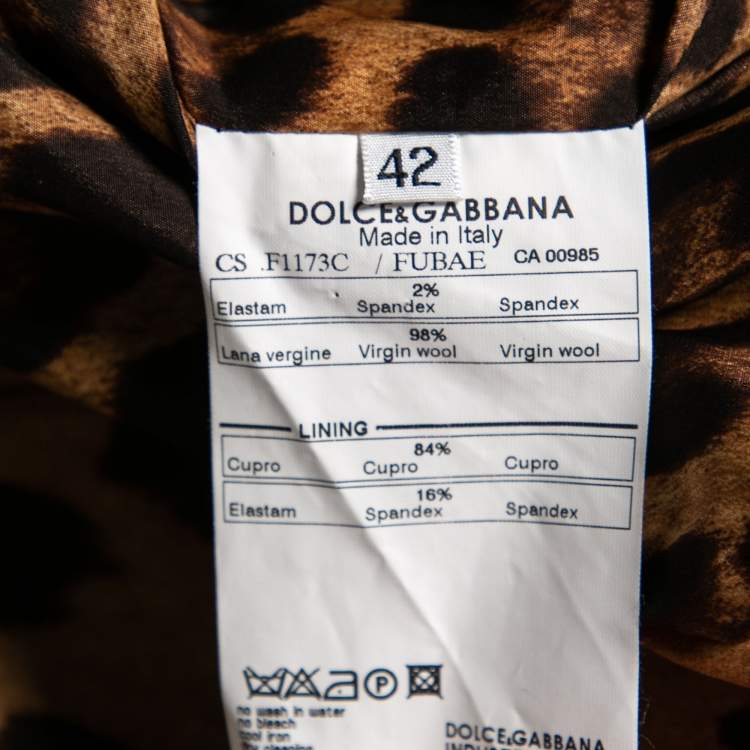 42
DOLCE&GABBANA
Made in Italy
CS .F1173C / FUBAE CA 00985
2%
Elastam Spandex Spandex
98%
Lana vergine Virgin wool Virgin wool
LINING
84%
Cupro Cupro Cupro
16%
Elastam Spandex Spandex
P
no wash in water
no bleach
cool iron
dry cleaning
DOLCE&GABBANA